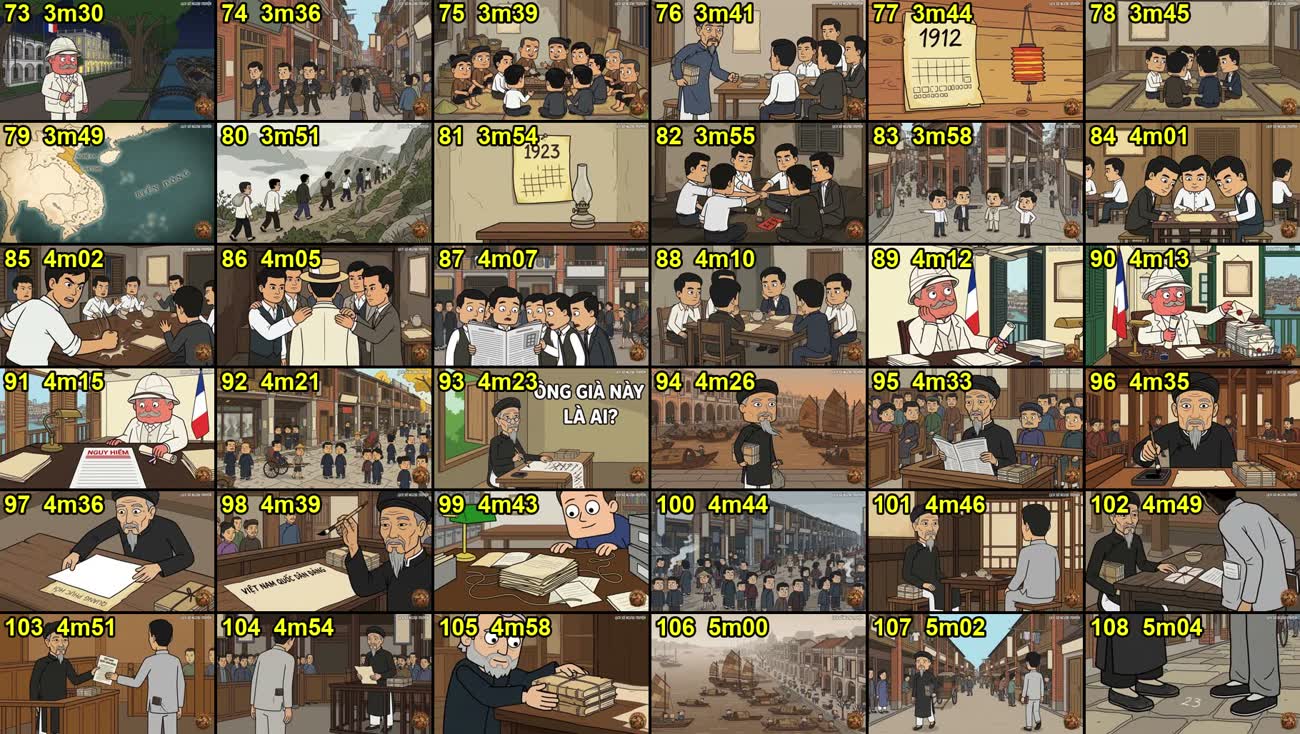 73 3m30
74 3m36
75 3m39
76 3m41
77 3m44
1912
78 3m45
79 3m49
BIỂN ĐÔNG
80 3m51
81 3m54
1923
82 3m55
83 3m58
84 4m01
85 4m02
86 4m05
87 4m07
88 4m10
89 4m12
90 4m13
91 4m15
NGUY HIỂM
92 4m21
93 4m23
ÔNG GIÀ NÀY
LÀ AI?
94 4m26
95 4m33
96 4m35
97 4m36
QUANG PHỤC HỘI
98 4m39
VIỆT NAM QUỐC DÂN ĐẢNG
99 4m43
100 4m44
101 4m46
102 4m49
103 4m51
104 4m54
105 4m58
106 5m00
107 5m02
108 5m04
23